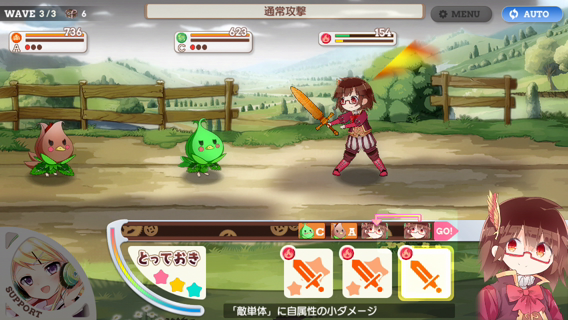 WAVE 3/3 6
通常攻撃
MENU
AUTO
736
A
623
C
154
C
A
GO!
とっておき
SUPPORT
「敵単体」に自属性の小ダメージ